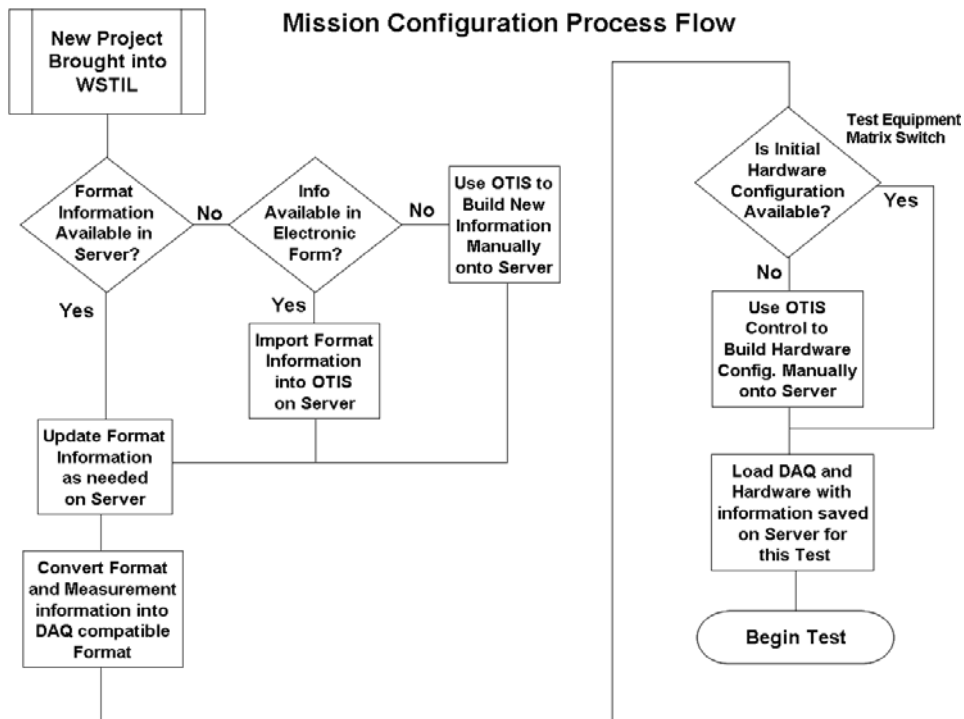 Mission Configuration Process Flow
New Project
Brought into
WSTIL
Format
Information
Available in
Server?
No
Info
Available in
Electronic
Form?
No
Use OTIS to
Build New
Information
Manually
onto Server
Yes
Yes
Import Format
Information
into OTIS
on Server
Update Format
Information
as needed
on Server
Convert Format
and Measurement
information into
DAQ compatible
Format
Test Equipment
Matrix Switch
Is Initial
Hardware
Configuration
Available?
Yes
No
Use OTIS
Control to
Build Hardware
Config. Manually
onto Server
Load DAQ and
Hardware with
information saved
on Server for
this Test
Begin Test